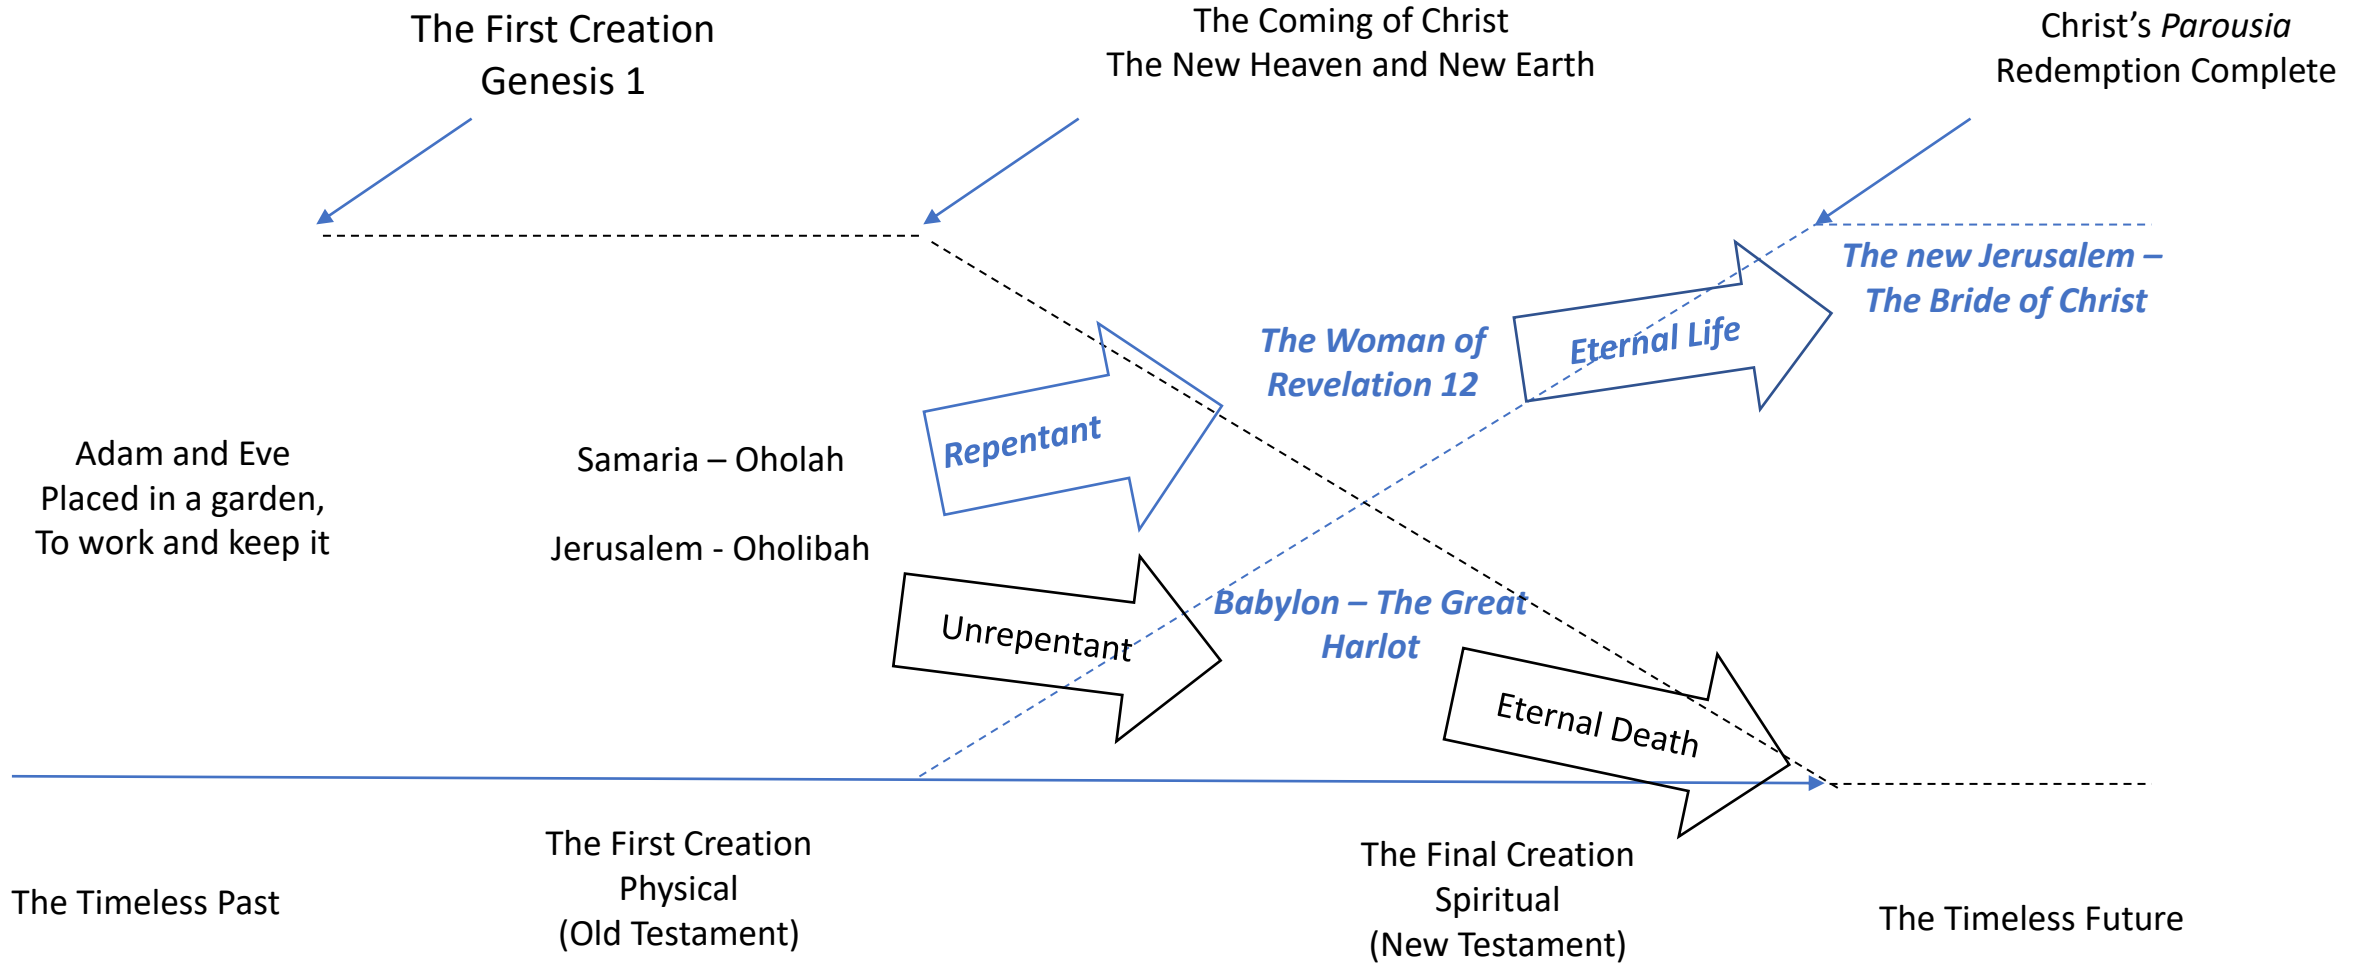 The First Creation
Genesis 1
The Coming of Christ
The New Heaven and New Earth
Christ’s Parousia
Redemption Complete
The new Jerusalem –
The Bride of Christ
The Woman of
Revelation 12
Eternal Life
Repentant
Adam and Eve
Placed in a garden,
To work and keep it
Samaria – Oholah
Jerusalem - Oholibah
Unrepentant
Babylon – The Great
Harlot
Eternal Death
The Timeless Past
The First Creation
Physical
(Old Testament)
The Final Creation
Spiritual
(New Testament)
The Timeless Future